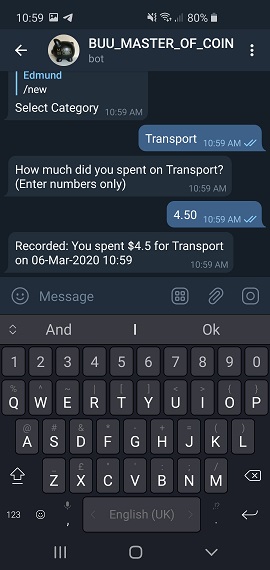 10:59
80%
BUU_MASTER_OF_COIN
bot
Edmund
/new
Select Category
10:59 AM
Transport 10:59 AM
How much did you spent on Transport?
(Enter numbers only)
10:59 AM
4.50 10:59 AM
Recorded: You spent $4.5 for Transport
on 06-Mar-2020 10:59
10:59 AM
Message
And I Ok
1 2 3 4 5 6 7 8 9 0
Q W E R T Y U I O P
A S D F G H J K L
Z X C V B N M
123 , English (UK) .